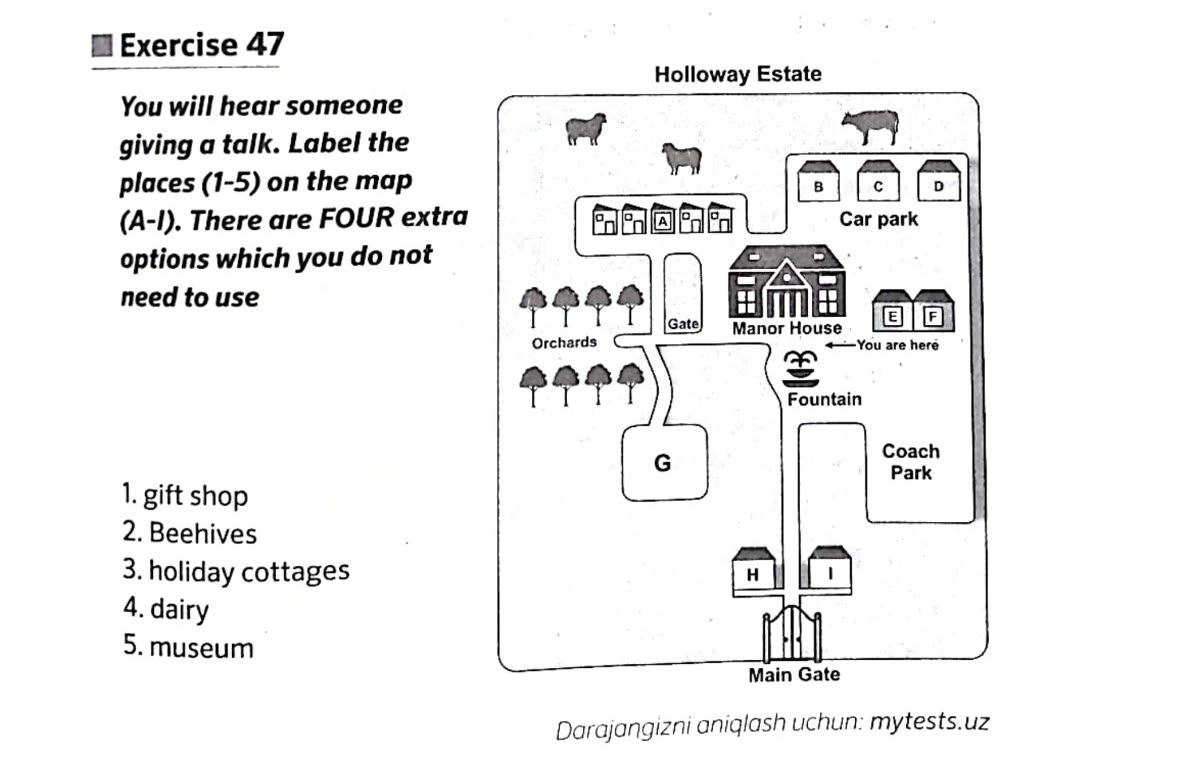 Exercise 47
You will hear someone
giving a talk. Label the
places (1-5) on the map
(A-I). There are FOUR extra
options which you do not
need to use
1. gift shop
2. Beehives
3. holiday cottages
4. dairy
5. museum
Holloway Estate
B C D
Car park
A
Gate
Manor House
E F
Orchards
You are here
Fountain
G
Coach
Park
H I
Main Gate
Darajangizni aniqlash uchun: mytests.uz